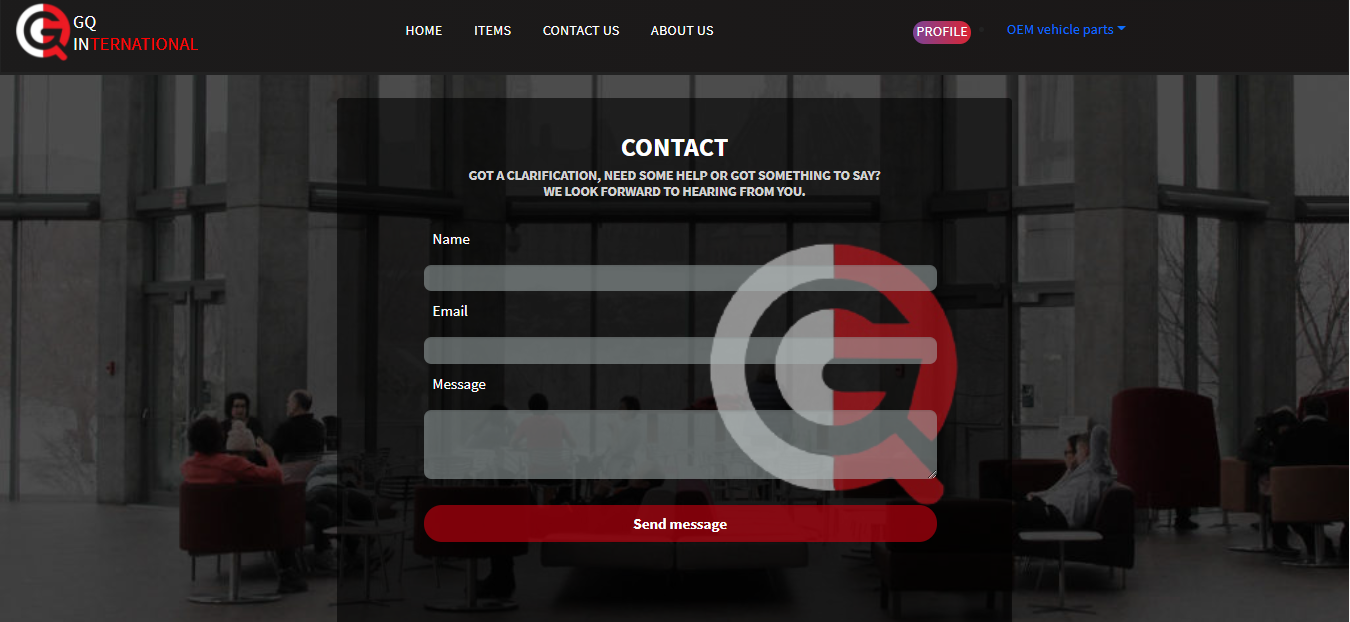 GQ
INTERNATIONAL
HOME
ITEMS
CONTACT US
ABOUT US
PROFILE
OEM vehicle parts
CONTACT
GOT A CLARIFICATION, NEED SOME HELP OR GOT SOMETHING TO SAY?
WE LOOK FORWARD TO HEARING FROM YOU.
Name
Email
Message
Send message